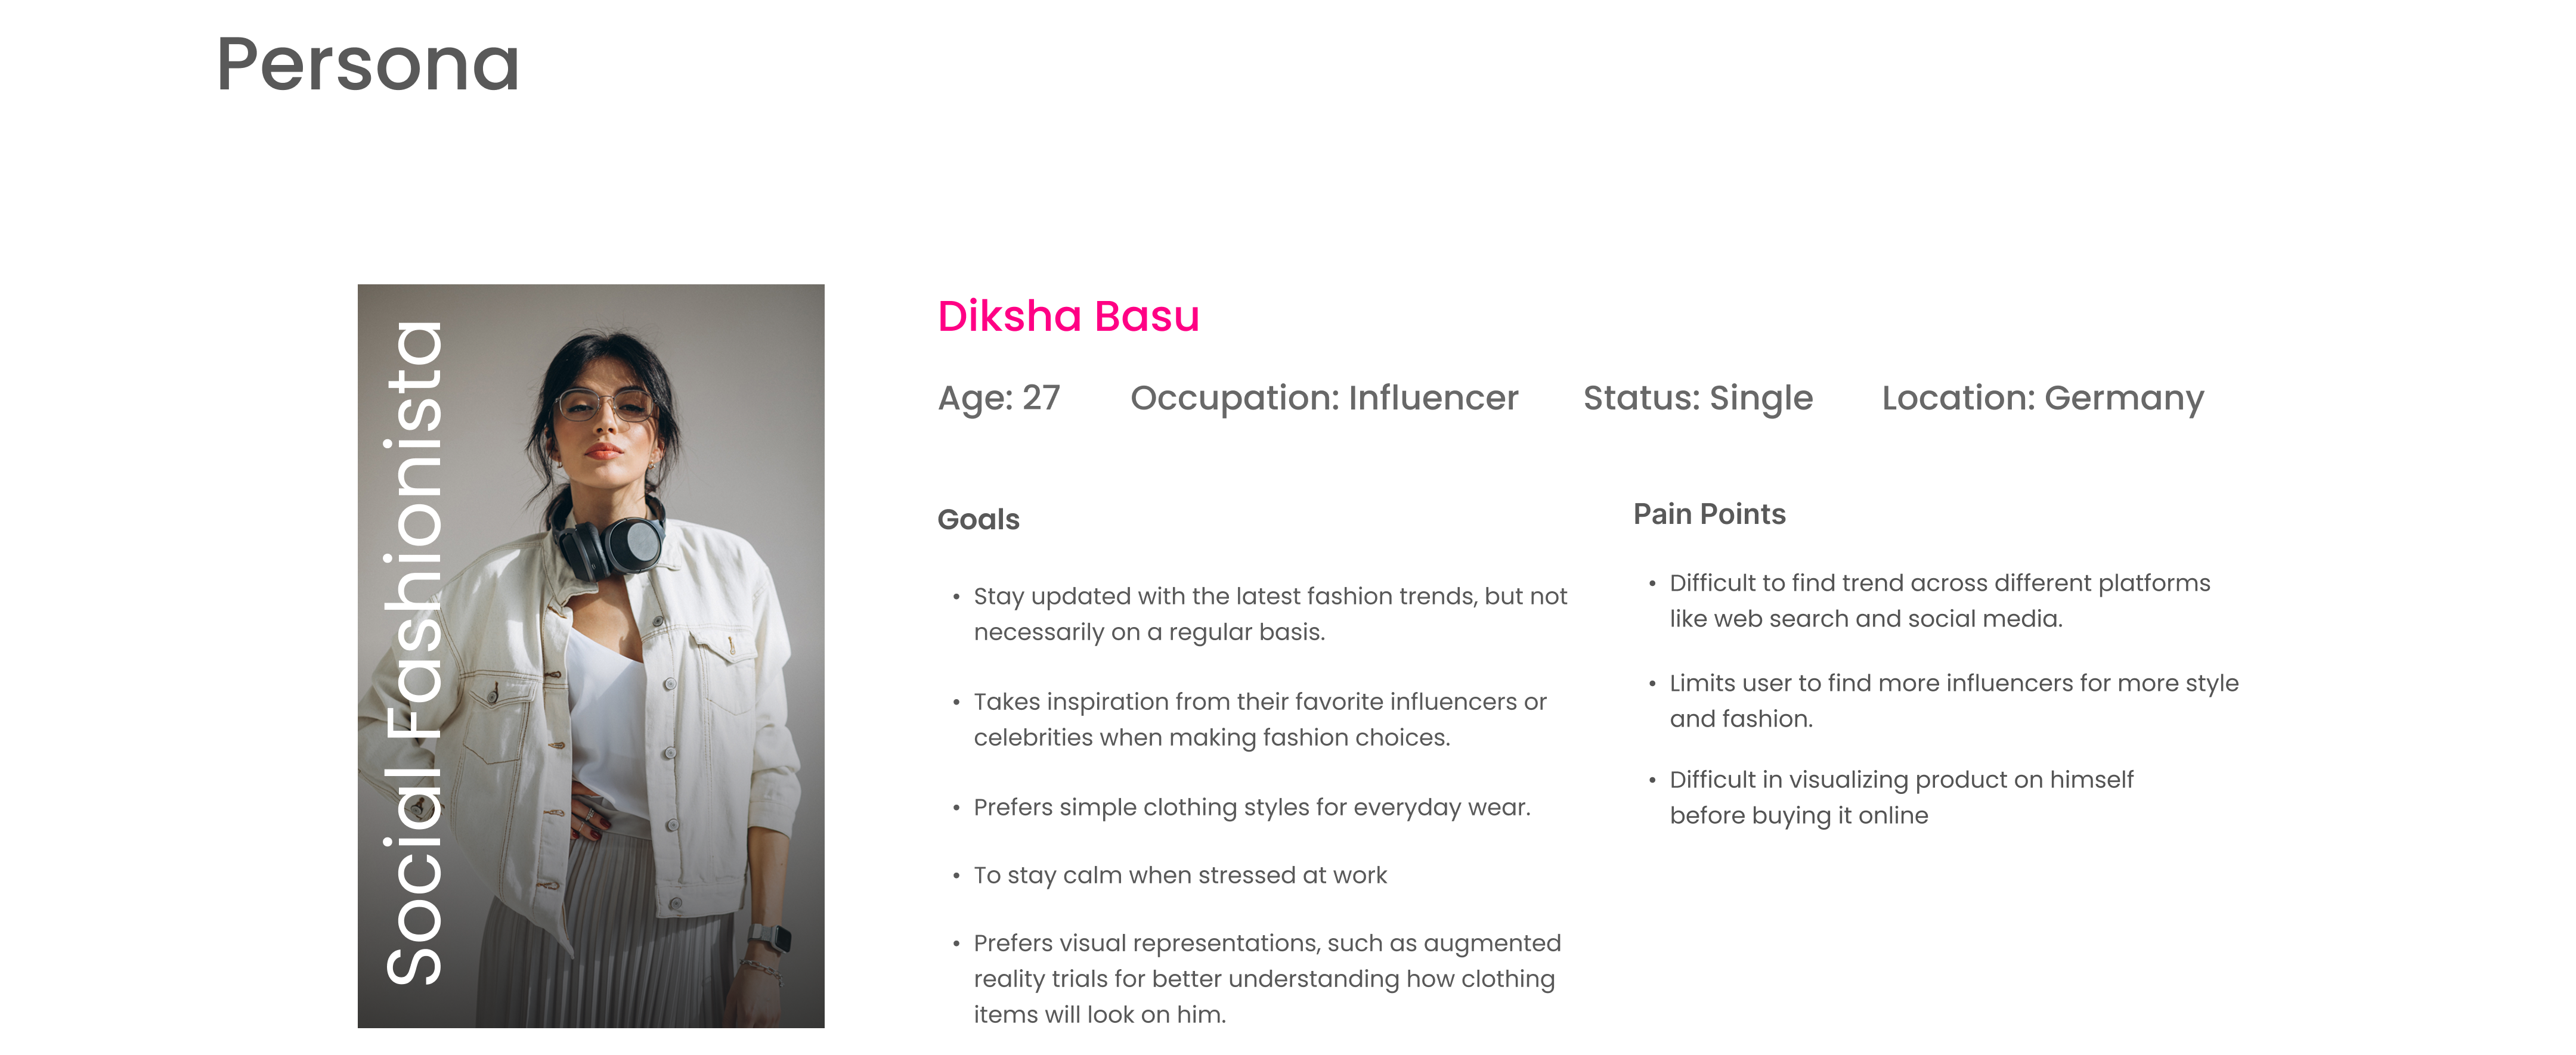 Persona
Social Fashionista
Diksha Basu
Age: 27 Occupation: Influencer Status: Single Location: Germany
Goals
• Stay updated with the latest fashion trends, but not
necessarily on a regular basis.
• Takes inspiration from their favorite influencers or
celebrities when making fashion choices.
• Prefers simple clothing styles for everyday wear.
• To stay calm when stressed at work
• Prefers visual representations, such as augmented
reality trials for better understanding how clothing
items will look on him.
Pain Points
• Difficult to find trend across different platforms
like web search and social media.
• Limits user to find more influencers for more style
and fashion.
• Difficult in visualizing product on himself
before buying it online